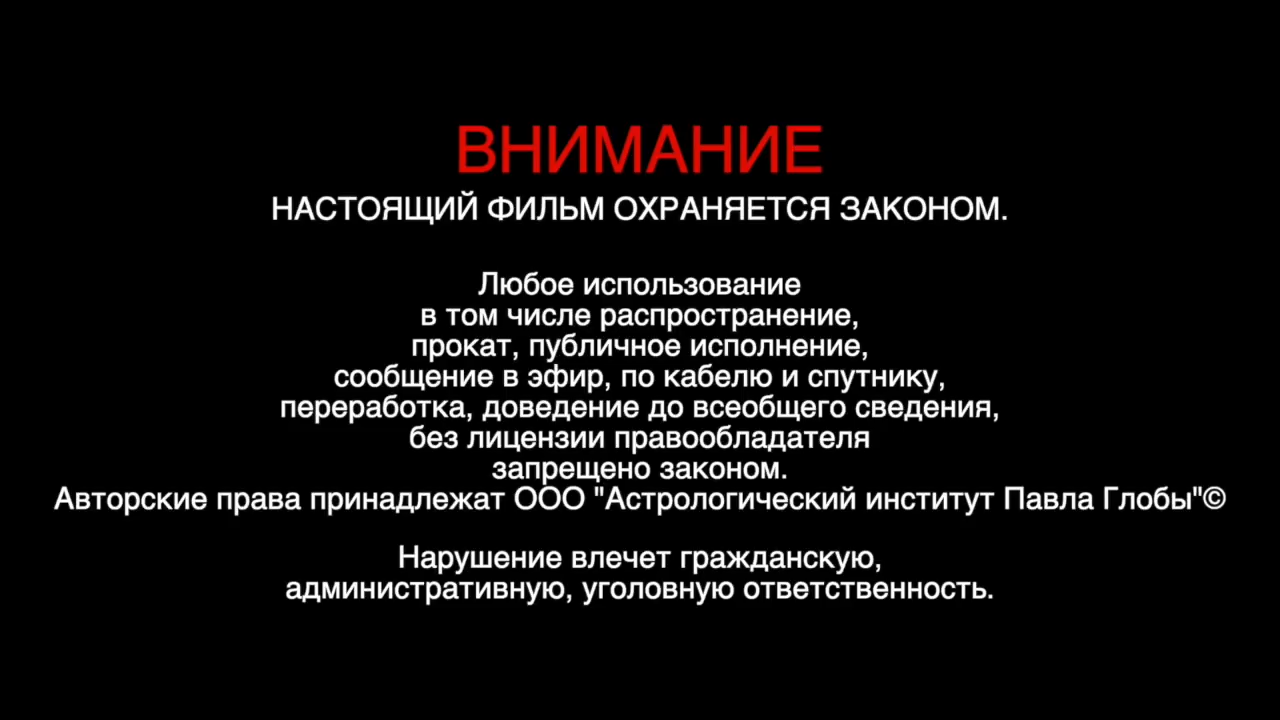 ВНИМАНИЕ
НАСТОЯЩИЙ ФИЛЬМ ОХРАНЯЕТСЯ ЗАКОНОМ.
Любое использование
в том числе распространение,
прокат, публичное исполнение,
сообщение в эфир, по кабелю и спутнику,
переработка, доведение до всеобщего сведения,
без лицензии правообладателя
запрещено законом.
Авторские права принадлежат ООО "Астрологический институт Павла Глобы"©
Нарушение влечет гражданскую,
административную, уголовную ответственность.